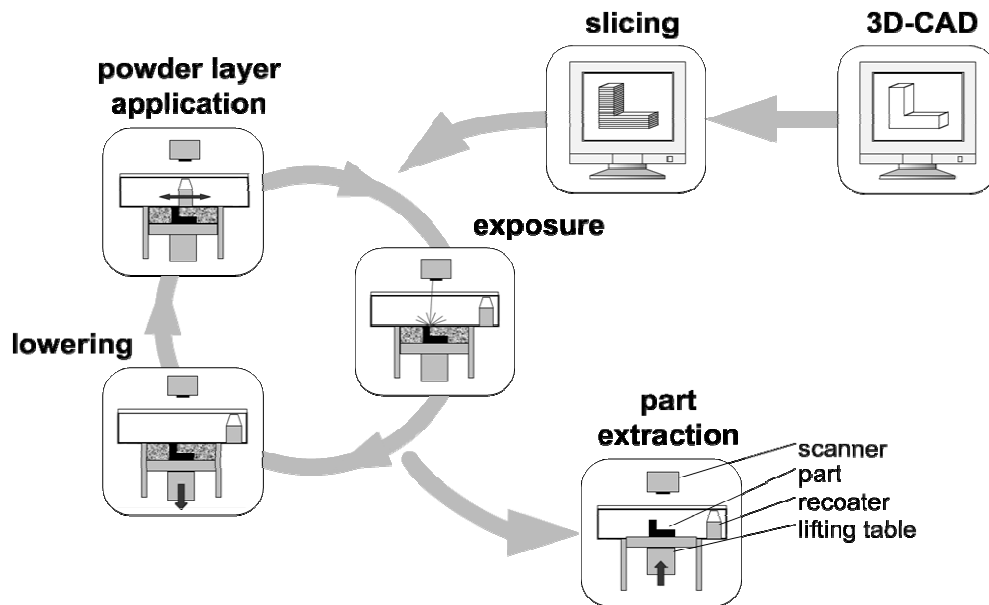 slicing
3D-CAD
powder layer
application
exposure
lowering
part
extraction
scanner
part
recoater
lifting table